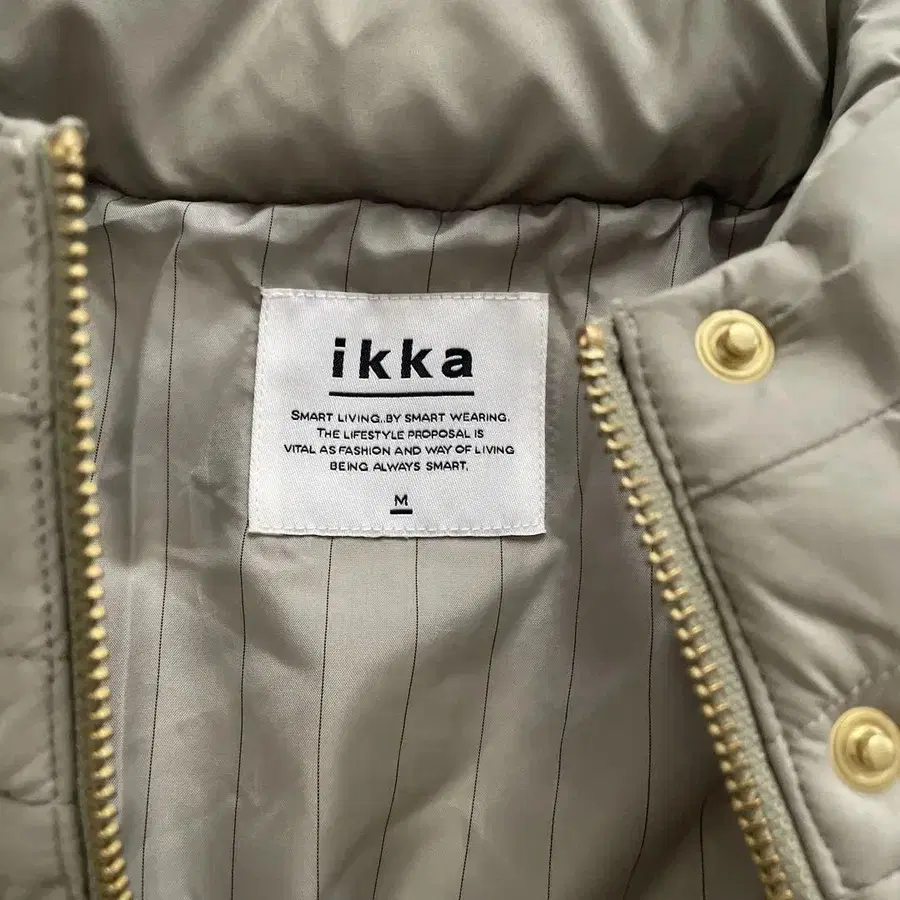 ikka
SMART LIVING..BY SMART WEARING.
THE LIFESTYLE PROPOSAL IS
VITAL AS FASHION AND WAY OF LIVING
BEING ALWAYS SMART.
M